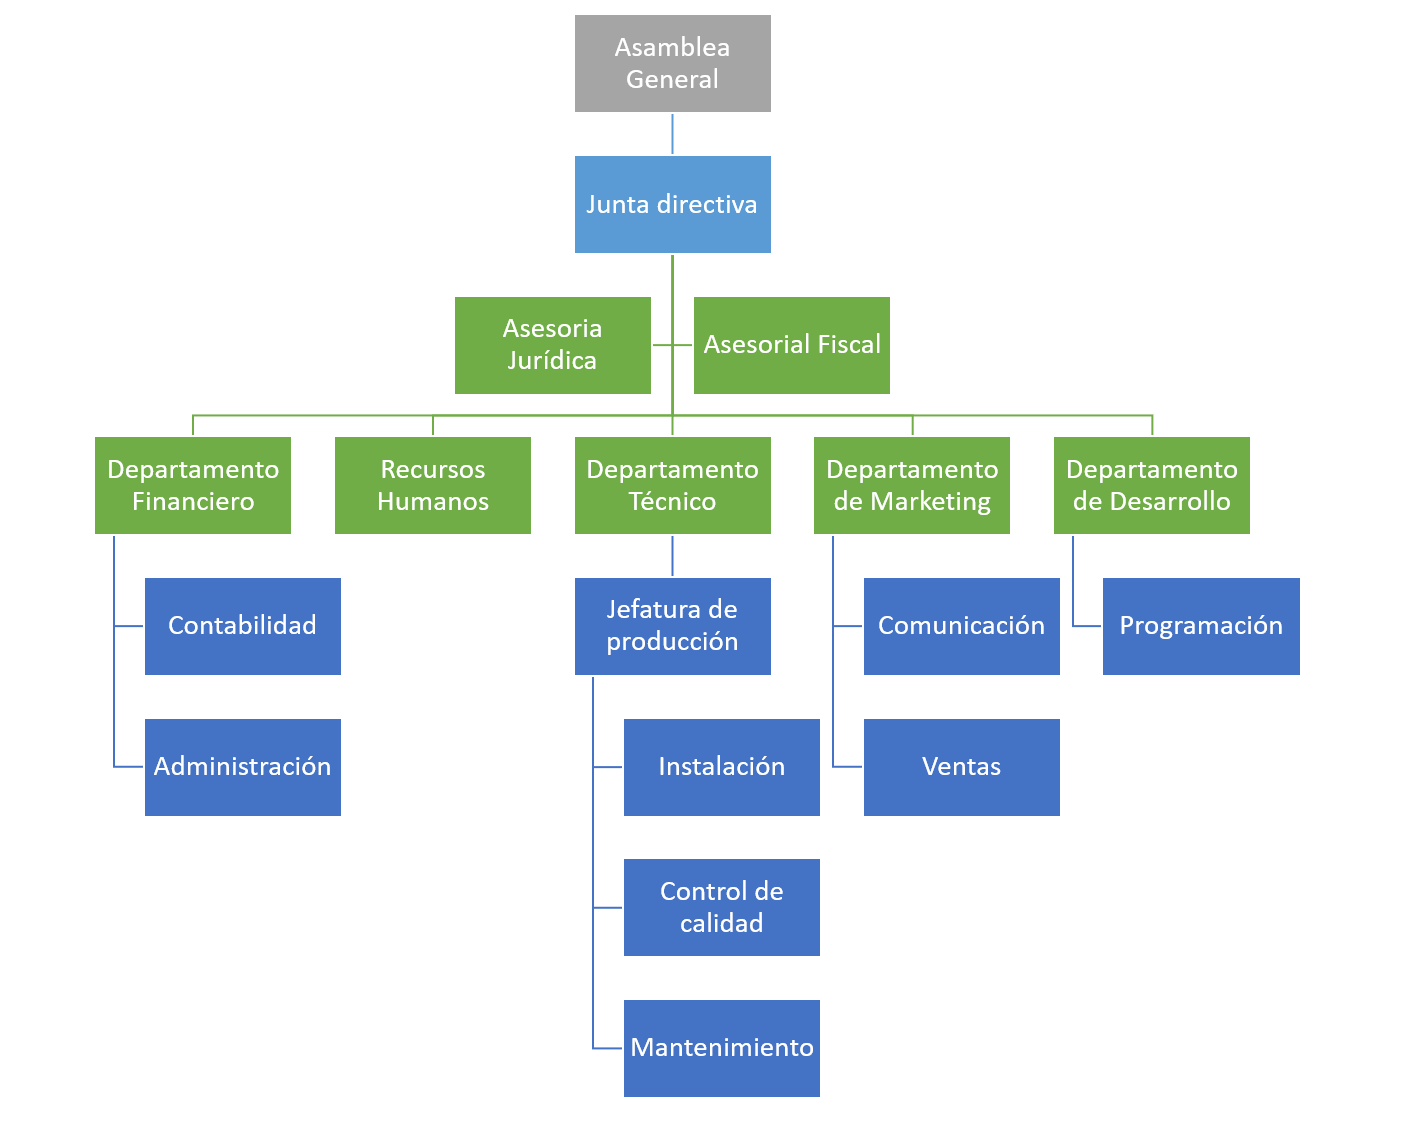 Asamblea
General
Junta directiva
Asesoria
Jurídica
Asesorial Fiscal
Departamento
Financiero
Recursos
Humanos
Departamento
Técnico
Departamento
de Marketing
Departamento
de Desarrollo
Contabilidad
Jefatura de
producción
Comunicación
Programación
Administración
Instalación
Ventas
Control de
calidad
Mantenimiento